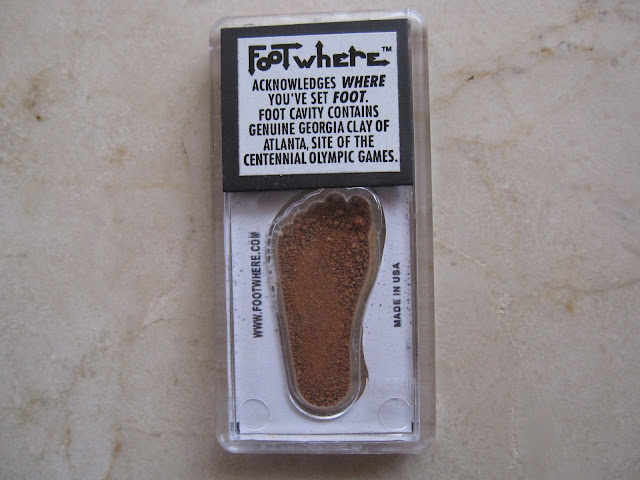 FOOTWHERE™
ACKNOWLEDGES WHERE
YOU'VE SET FOOT.
FOOT CAVITY CONTAINS
GENUINE GEORGIA CLAY OF
ATLANTA, SITE OF THE
CENTENNIAL OLYMPIC GAMES.
WWW.FOOTWHERE.COM
MADE IN USA